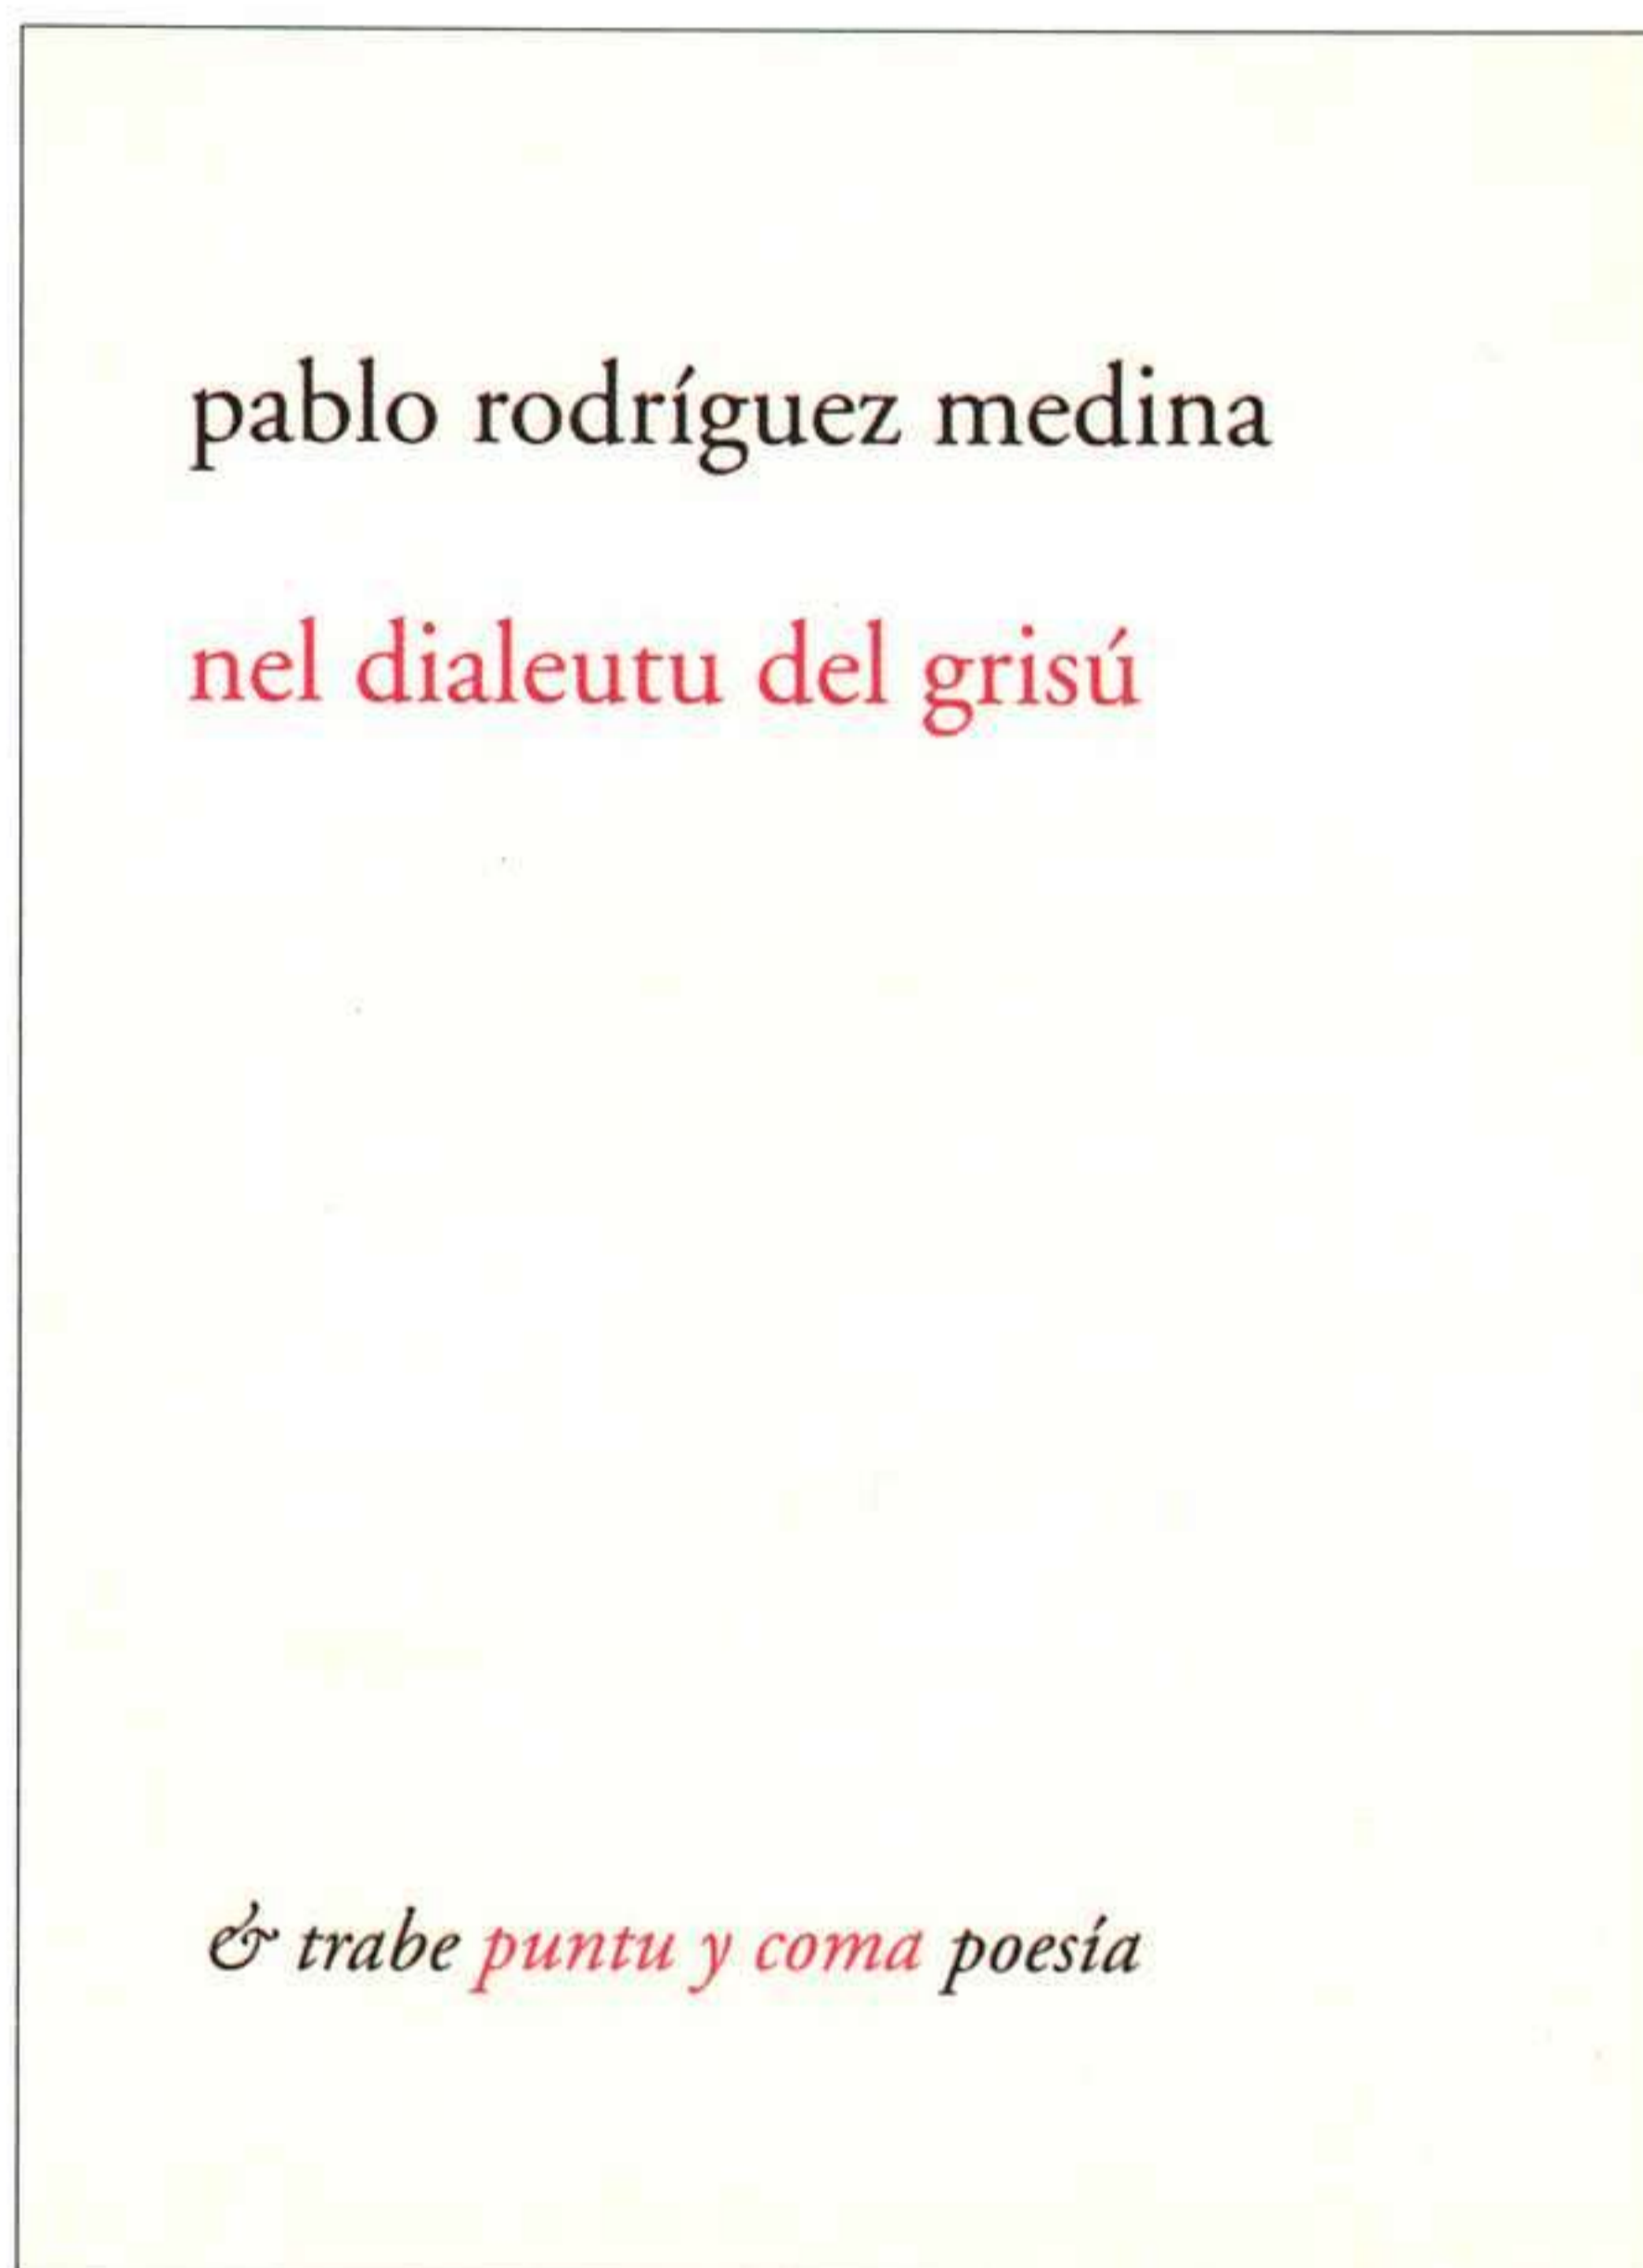 pablo rodríguez medina
nel dialeutu del grisú
& trabe puntu y coma poesía